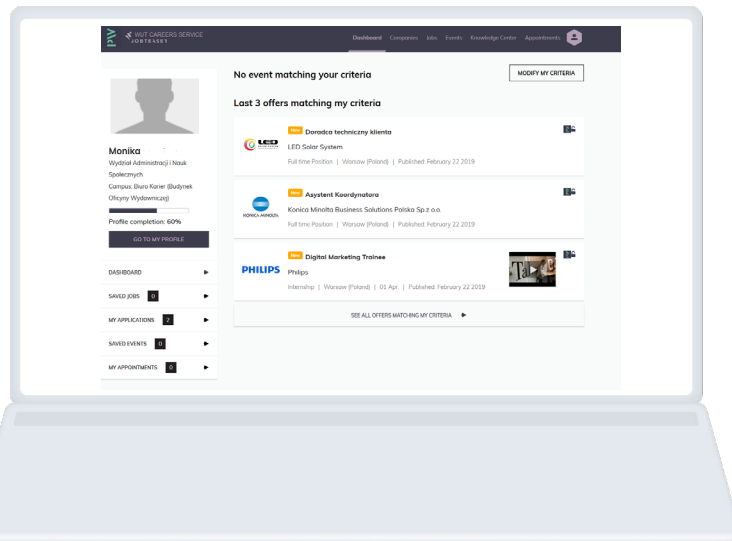 WUT CAREERS SERVICE
JOBTEASER
Dashboard Companies Jobs Events Knowledge Center Appointments
No event matching your criteria
MODIFY MY CRITERIA
Last 3 offers matching my criteria
New Doradca techniczny klienta
LED
LED Solar System
Full time Position | Warsaw (Poland) | Published: February 22 2019
Monika
Wydział Administracji i Nauk
Społecznych
Campus: Biuro Karier (Budynek
Oficyny Wydawniczej)
Profile completion: 60%
GO TO MY PROFILE
New Asystent Koordynatora
KONICA MINOLTA
Konica Minolta Business Solutions Polska Sp.z o.o.
Full time Position | Warsaw (Poland) | Published: February 22 2019
New Digital Marketing Trainee
PHILIPS
Philips
Internship | Warsaw (Poland) | 01 Apr. | Published: February 22 2019
SEE ALL OFFERS MATCHING MY CRITERIA
DASHBOARD
SAVED JOBS 0
MY APPLICATIONS 2
SAVED EVENTS 0
MY APPOINTMENTS 0